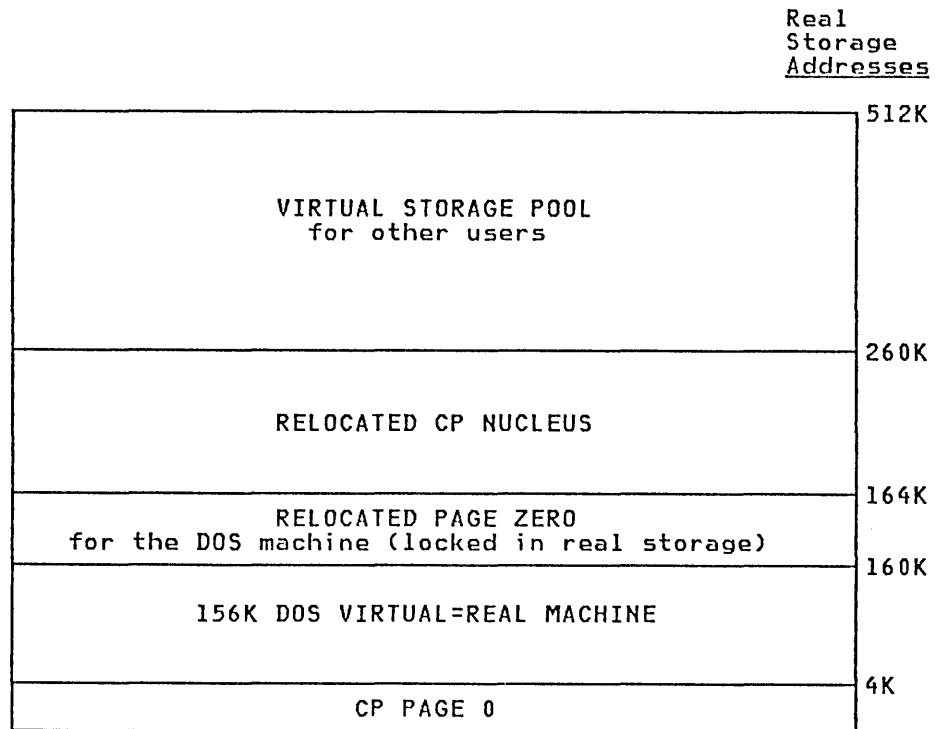 Real
Storage
Addresses
512K
VIRTUAL STORAGE POOL
for other users
260K
RELOCATED CP NUCLEUS
164K
RELOCATED PAGE ZERO
for the DOS machine (locked in real storage)
160K
156K DOS VIRTUAL=REAL MACHINE
4K
CP PAGE 0